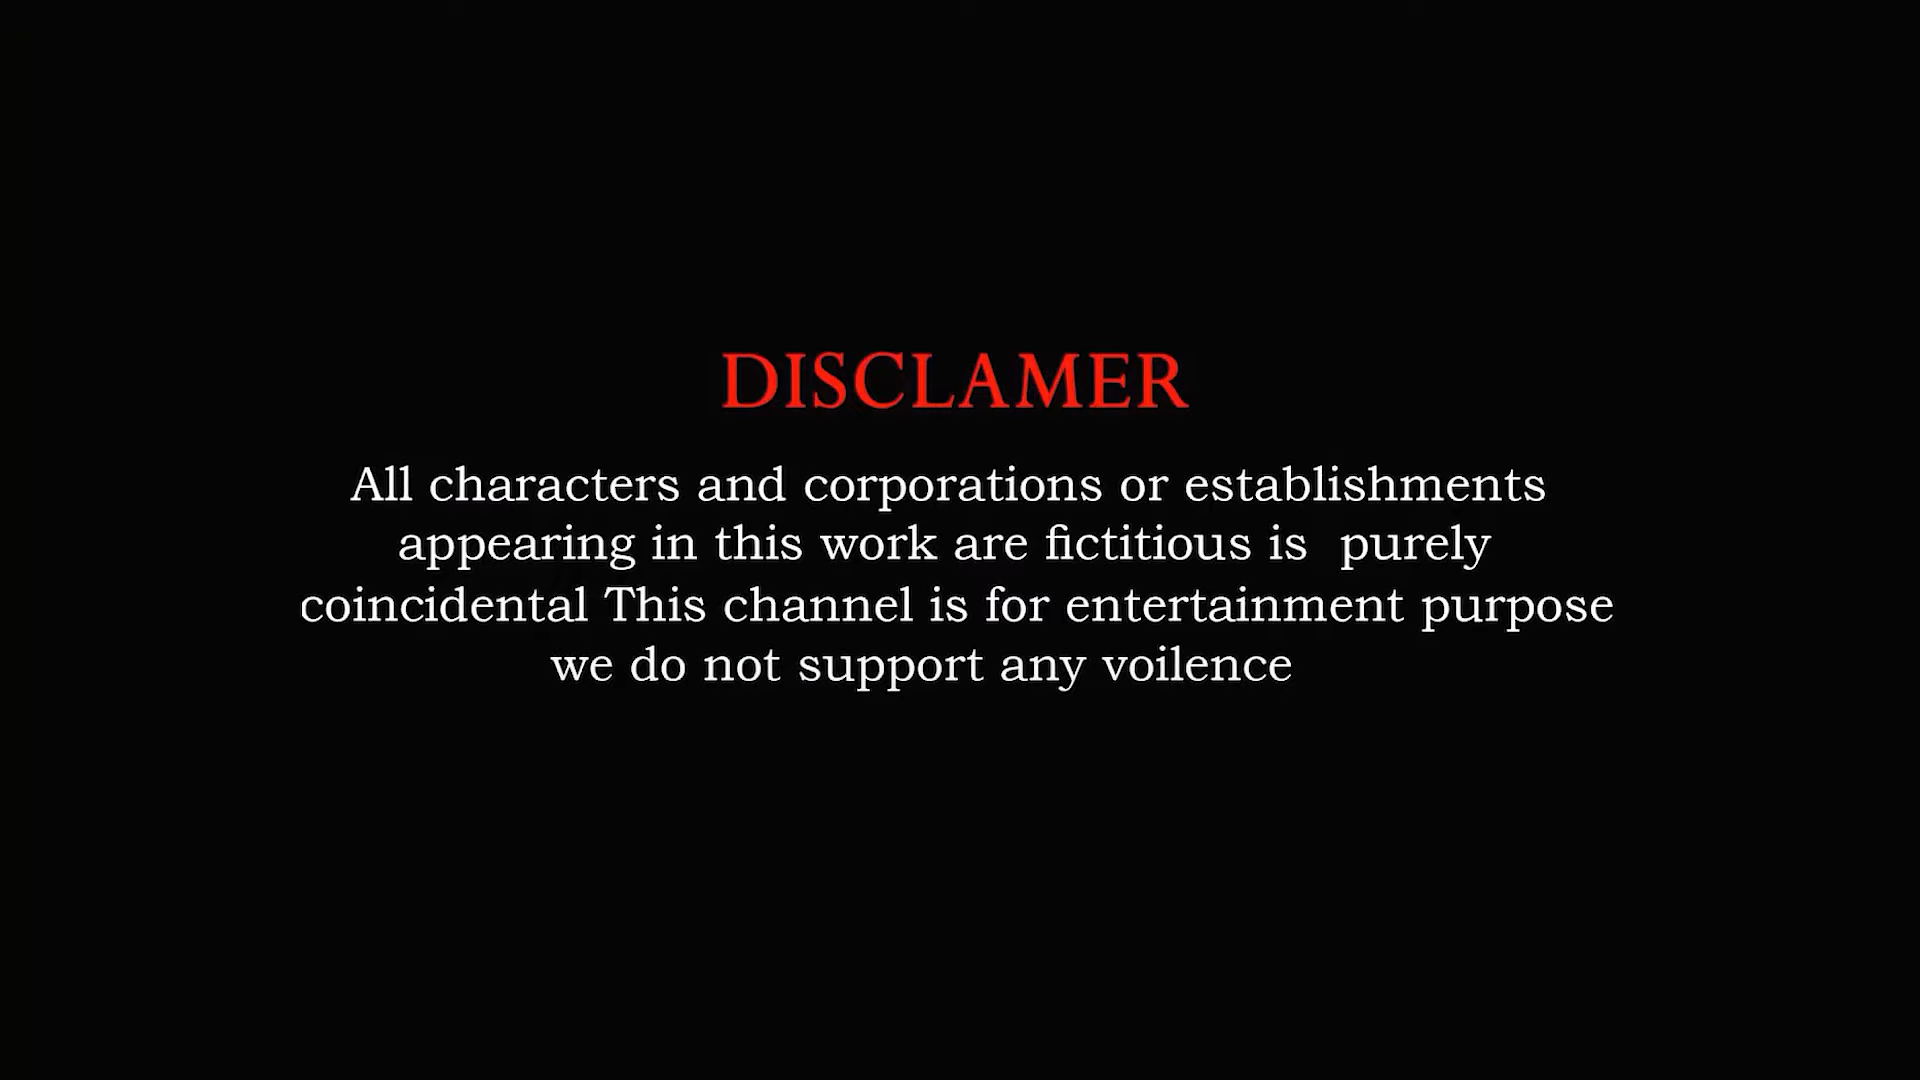 DISCLAMER
All characters and corporations or establishments
appearing in this work are fictitious is  purely
coincidental This channel is for entertainment purpose
we do not support any voilence